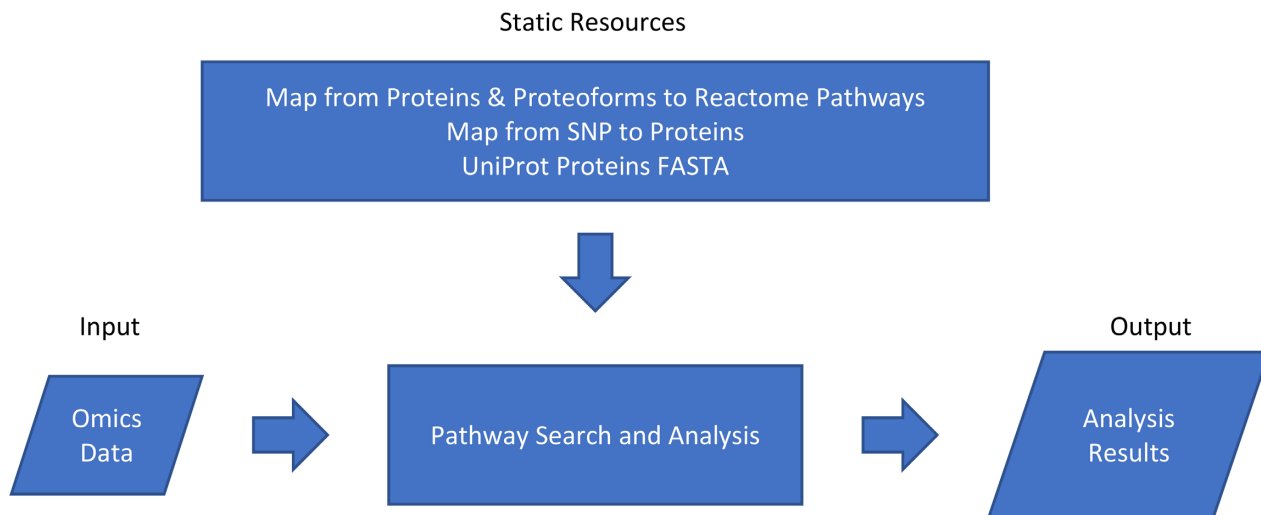 Static Resources
Map from Proteins & Proteoforms to Reactome Pathways
Map from SNP to Proteins
UniProt Proteins FASTA
Input
Output
Omics
Data
Pathway Search and Analysis
Analysis
Results